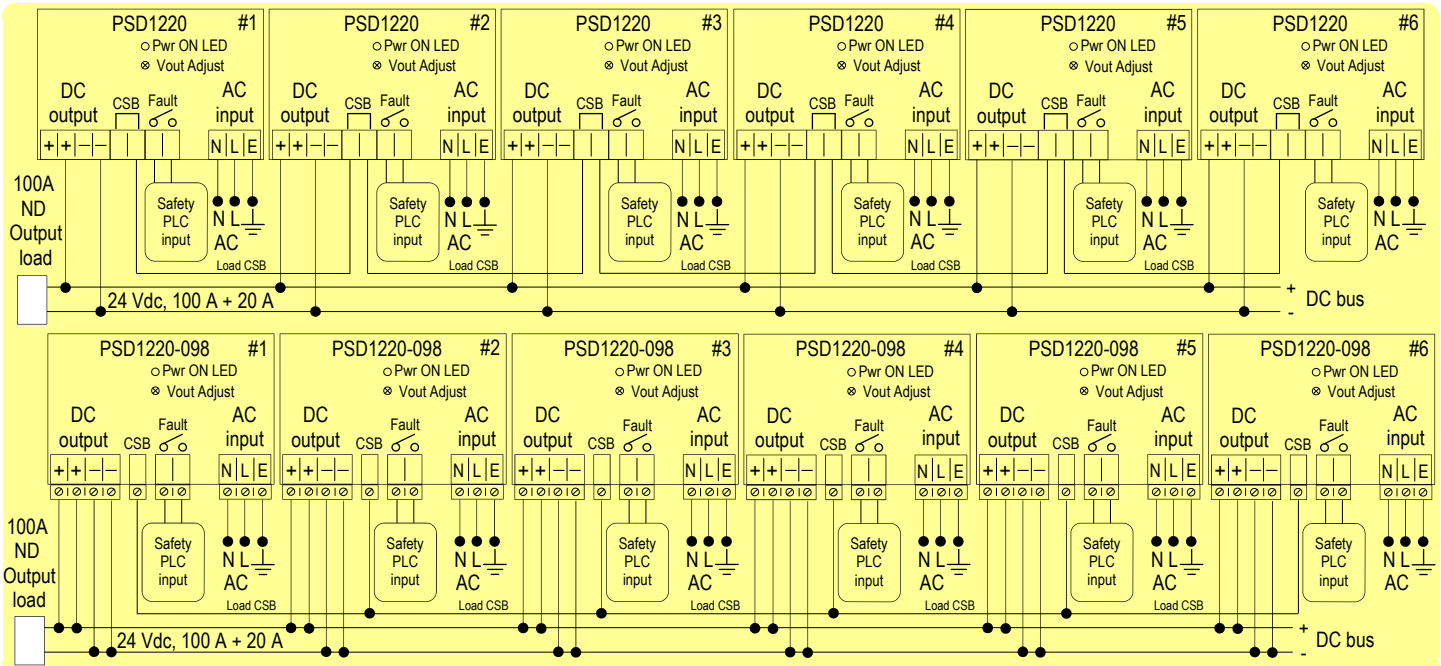 PSD1220 #1 PSD1220 #2 PSD1220 #3 PSD1220 #4 PSD1220 #5 PSD1220 #6
Pwr ON LED Pwr ON LED Pwr ON LED Pwr ON LED Pwr ON LED Pwr ON LED
Vout Adjust Vout Adjust Vout Adjust Vout Adjust Vout Adjust Vout Adjust
DC AC DC AC DC AC DC AC DC AC DC AC
output CSB Fault input output CSB Fault input output CSB Fault input output CSB Fault input output CSB Fault input output CSB Fault input
++−− N L E ++−− N L E ++−− N L E ++−− N L E ++−− N L E ++−− N L E
100A
ND
Output
load
Safety Safety Safety Safety Safety Safety
PLC N L PLC N L PLC N L PLC N L PLC N L PLC N L
input AC input AC input AC input AC input AC input AC
Load CSB Load CSB Load CSB Load CSB Load CSB
24 Vdc, 100 A + 20 A + DC bus
-
PSD1220-098 #1 PSD1220-098 #2 PSD1220-098 #3 PSD1220-098 #4 PSD1220-098 #5 PSD1220-098 #6
Pwr ON LED Pwr ON LED Pwr ON LED Pwr ON LED Pwr ON LED Pwr ON LED
Vout Adjust Vout Adjust Vout Adjust Vout Adjust Vout Adjust Vout Adjust
DC AC DC AC DC AC DC AC DC AC DC AC
output CSB Fault input output CSB Fault input output CSB Fault input output CSB Fault input output CSB Fault input output CSB Fault input
++−− N L E ++−− N L E ++−− N L E ++−− N L E ++−− N L E ++−− N L E
100A
ND
Output
load
Safety Safety Safety Safety Safety Safety
PLC N L PLC N L PLC N L PLC N L PLC N L PLC N L
input AC input AC input AC input AC input AC input AC
Load CSB Load CSB Load CSB Load CSB Load CSB
24 Vdc, 100 A + 20 A + DC bus
-